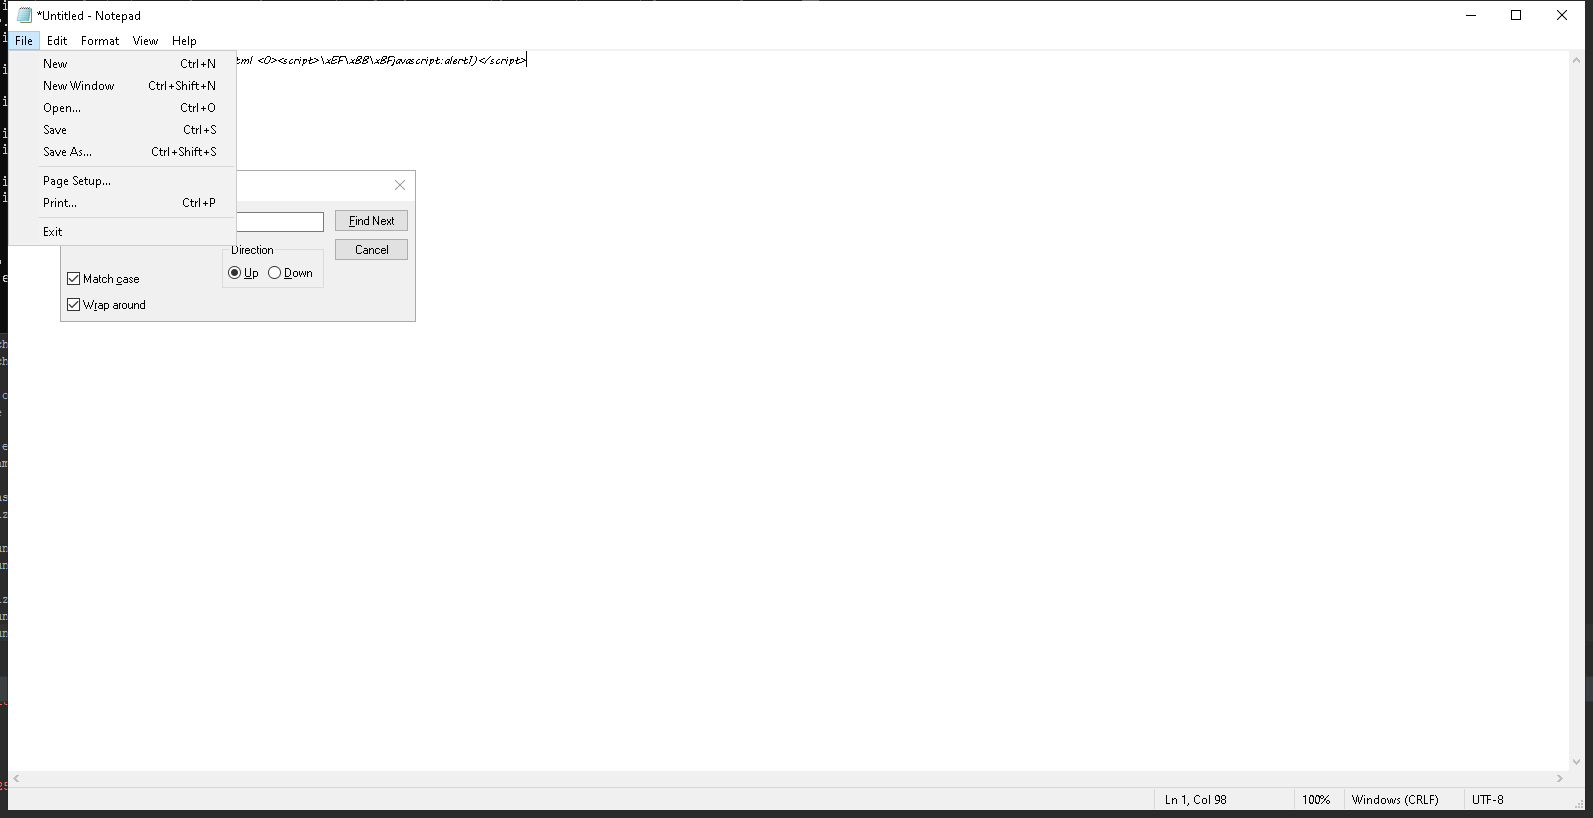 *Untitled - Notepad
File Edit Format View Help
tml <0><script>\xEF\xBB\xBFjavascript:alert1)</script>
New Ctrl+N
New Window Ctrl+Shift+N
Open... Ctrl+O
Save Ctrl+S
Save As... Ctrl+Shift+S
Page Setup...
Print... Ctrl+P
Exit
Find Next
Cancel
Direction
Up Down
Match case
Wrap around
Ln 1, Col 98 100% Windows (CRLF) UTF-8